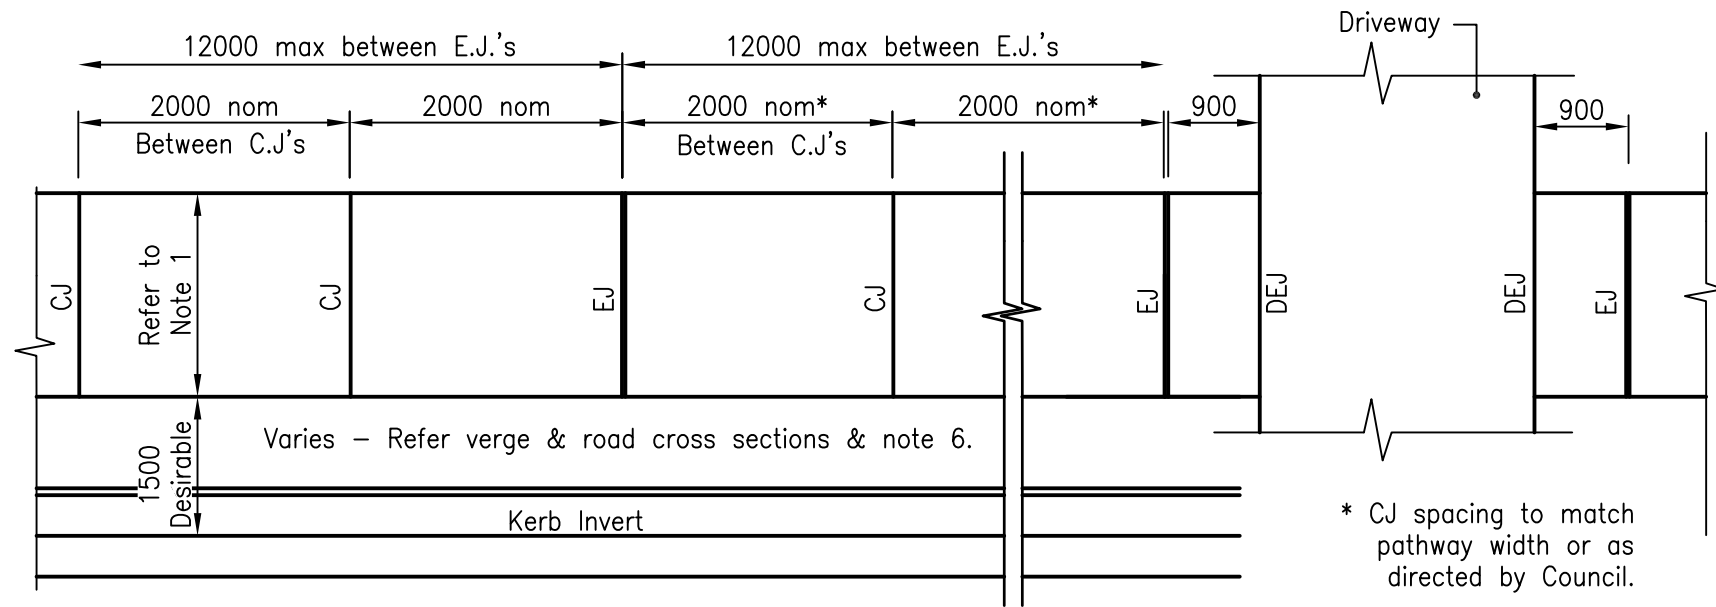 Driveway
12000 max between E.J.'s
12000 max between E.J.'s
2000 nom
2000 nom
2000 nom*
2000 nom*
900
900
Between C.J's
Between C.J's
CJ
Refer to
Note 1
CJ
EJ
CJ
EJ
DEJ
DEJ
EJ
1500
Desirable
Varies – Refer verge & road cross sections & note 6.
Kerb Invert
* CJ spacing to match
pathway width or as
directed by Council.